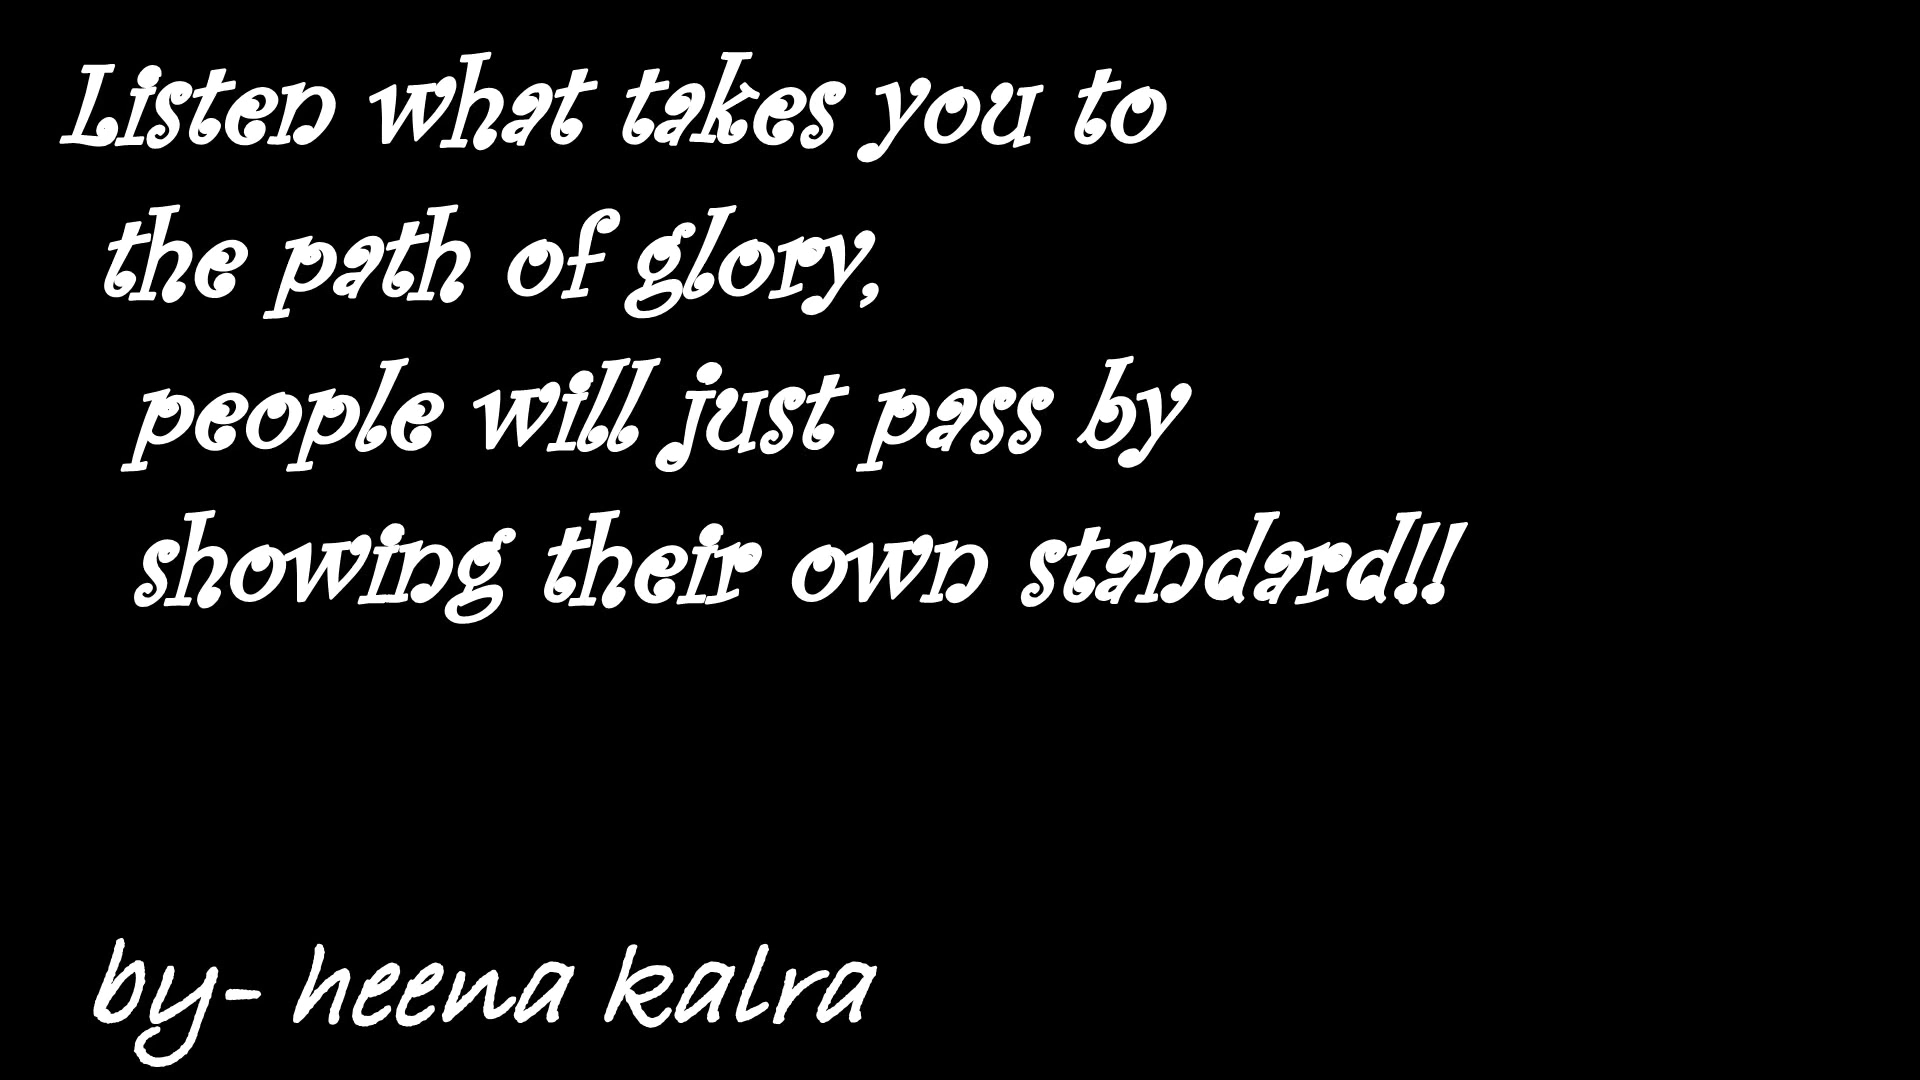 Listen what takes you to
the path of glory,
people will just pass by
showing their own standard!!
by- heena kalra